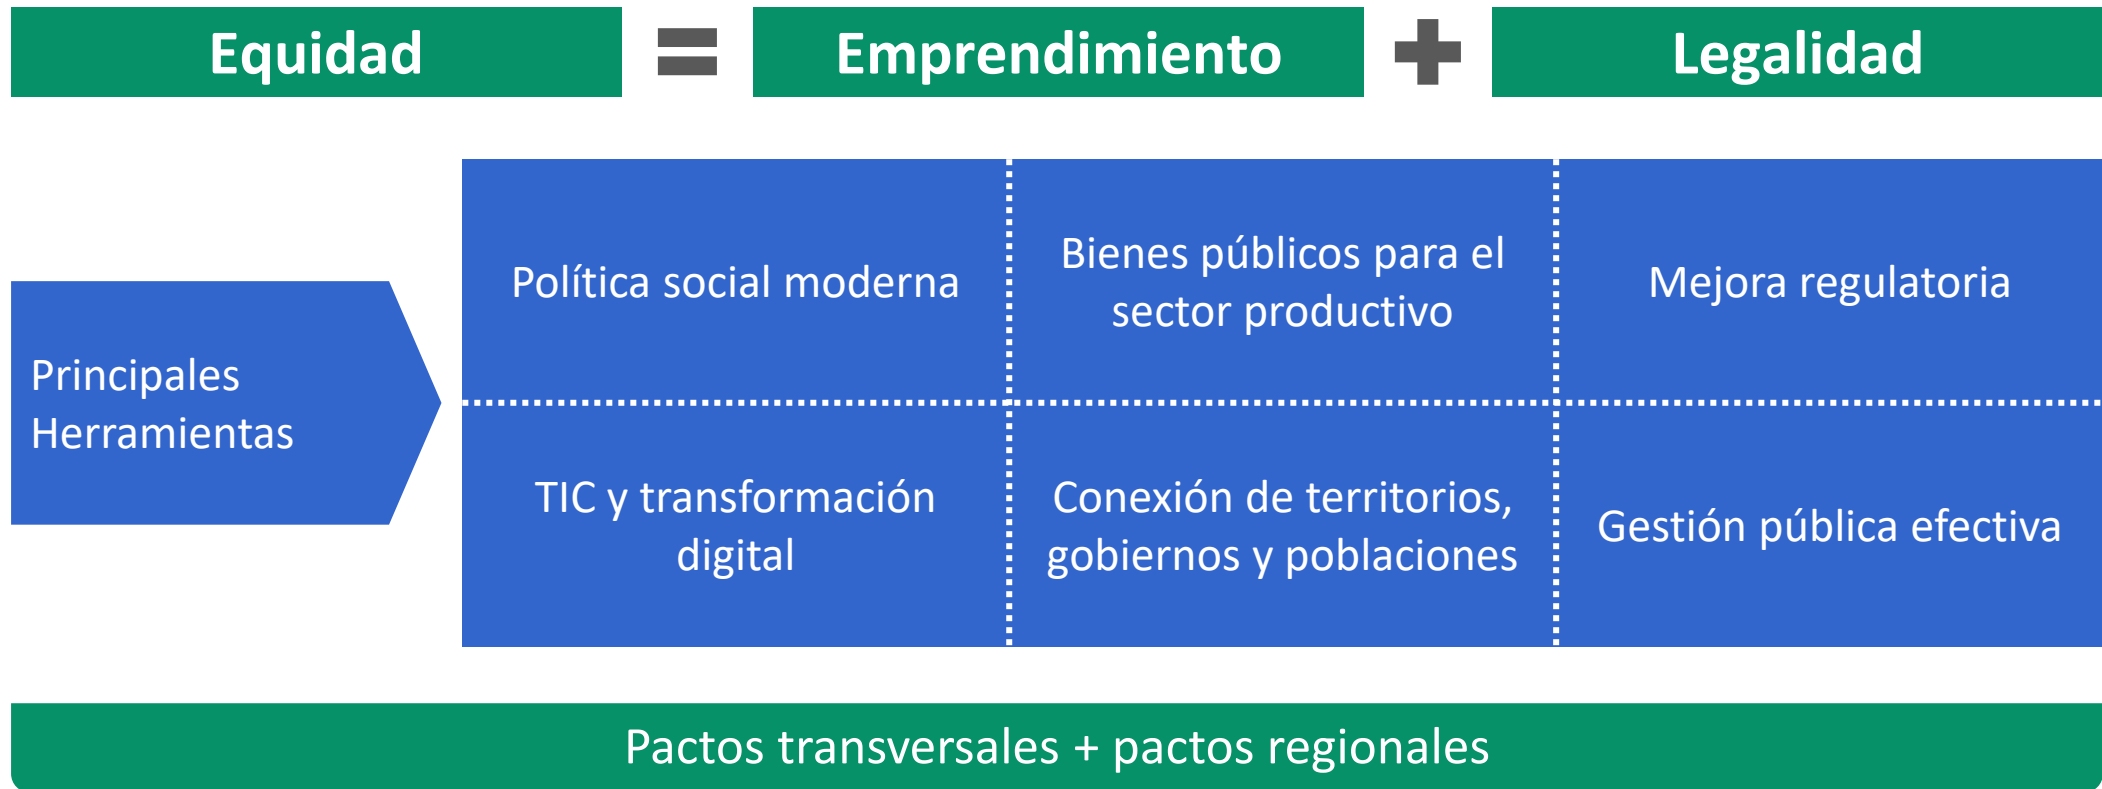 Equidad = Emprendimiento + Legalidad
Principales
Herramientas
Política social moderna
Bienes públicos para el
sector productivo
Mejora regulatoria
TIC y transformación
digital
Conexión de territorios,
gobiernos y poblaciones
Gestión pública efectiva
Pactos transversales + pactos regionales